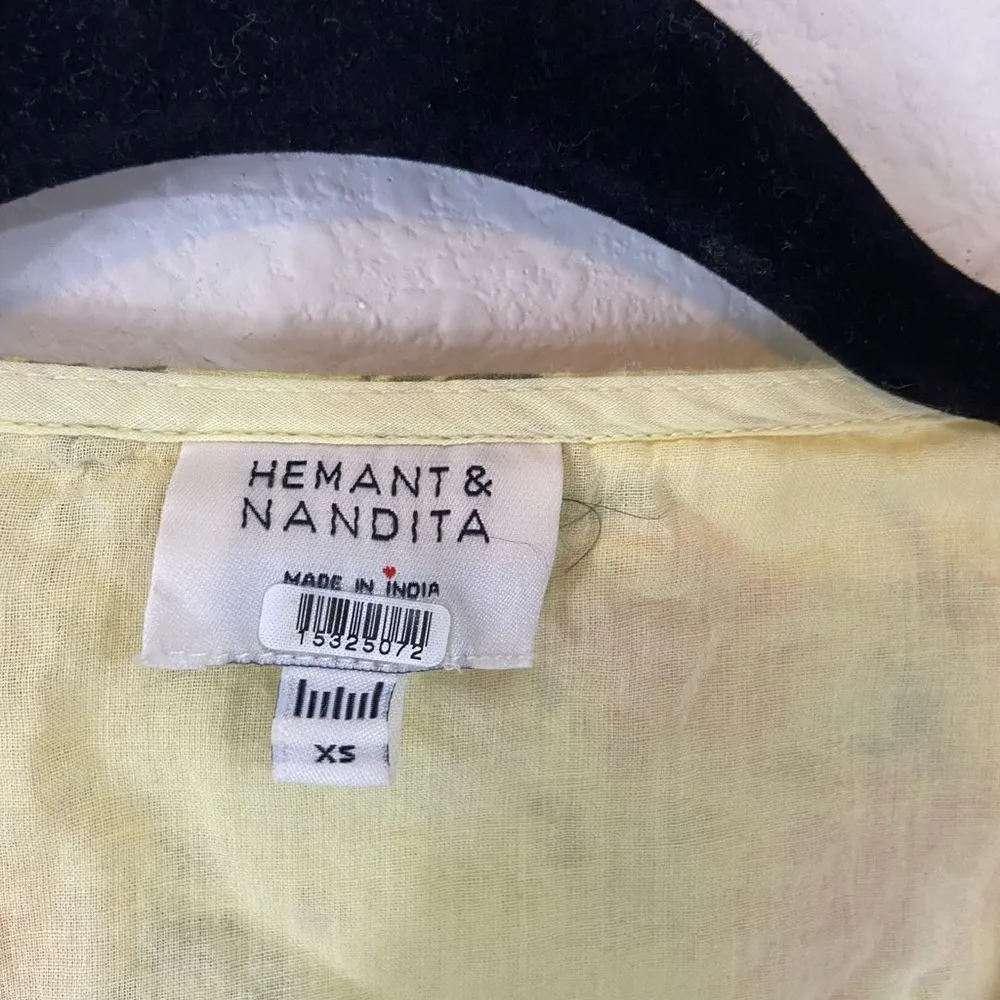 HEMANT &
NANDITA
MADE IN INDIA
15325072
XS